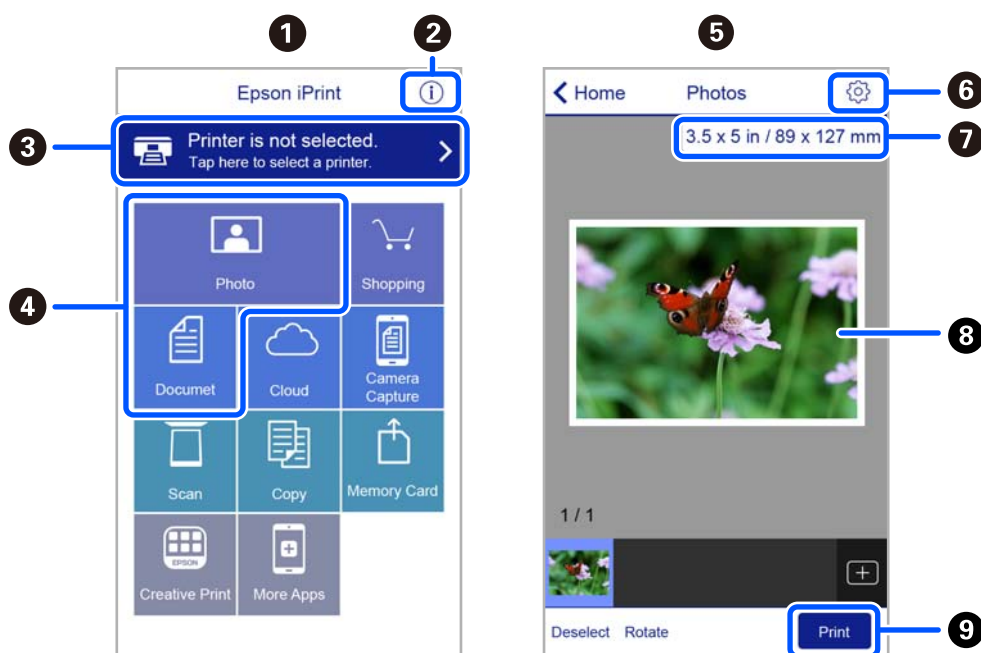 1
2
Epson iPrint
3
Printer is not selected.
Tap here to select a printer.
4
Photo
Shopping
Documet
Cloud
Camera
Capture
Scan
Copy
Memory Card
EPSON
Creative Print
More Apps
5
Home
Photos
6
3.5 x 5 in / 89 x 127 mm
7
8
1 / 1
Deselect
Rotate
Print
9